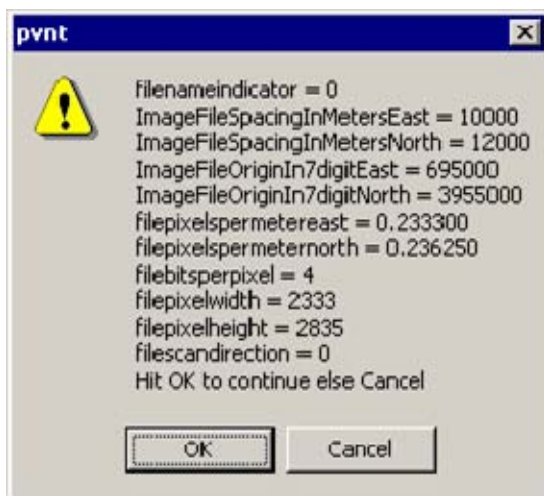 pvnt
filenameindicator = 0
ImageFileSpacingInMetersEast = 10000
ImageFileSpacingInMetersNorth = 12000
ImageFileOriginIn7digitEast = 695000
ImageFileOriginIn7digitNorth = 3955000
filepixelspermetereast = 0.233300
filepixelspermeternorth = 0.236250
filebitsperpixel = 4
filepixelwidth = 2333
filepixelheight = 2835
filescandirection = 0
Hit OK to continue else Cancel
OK
Cancel